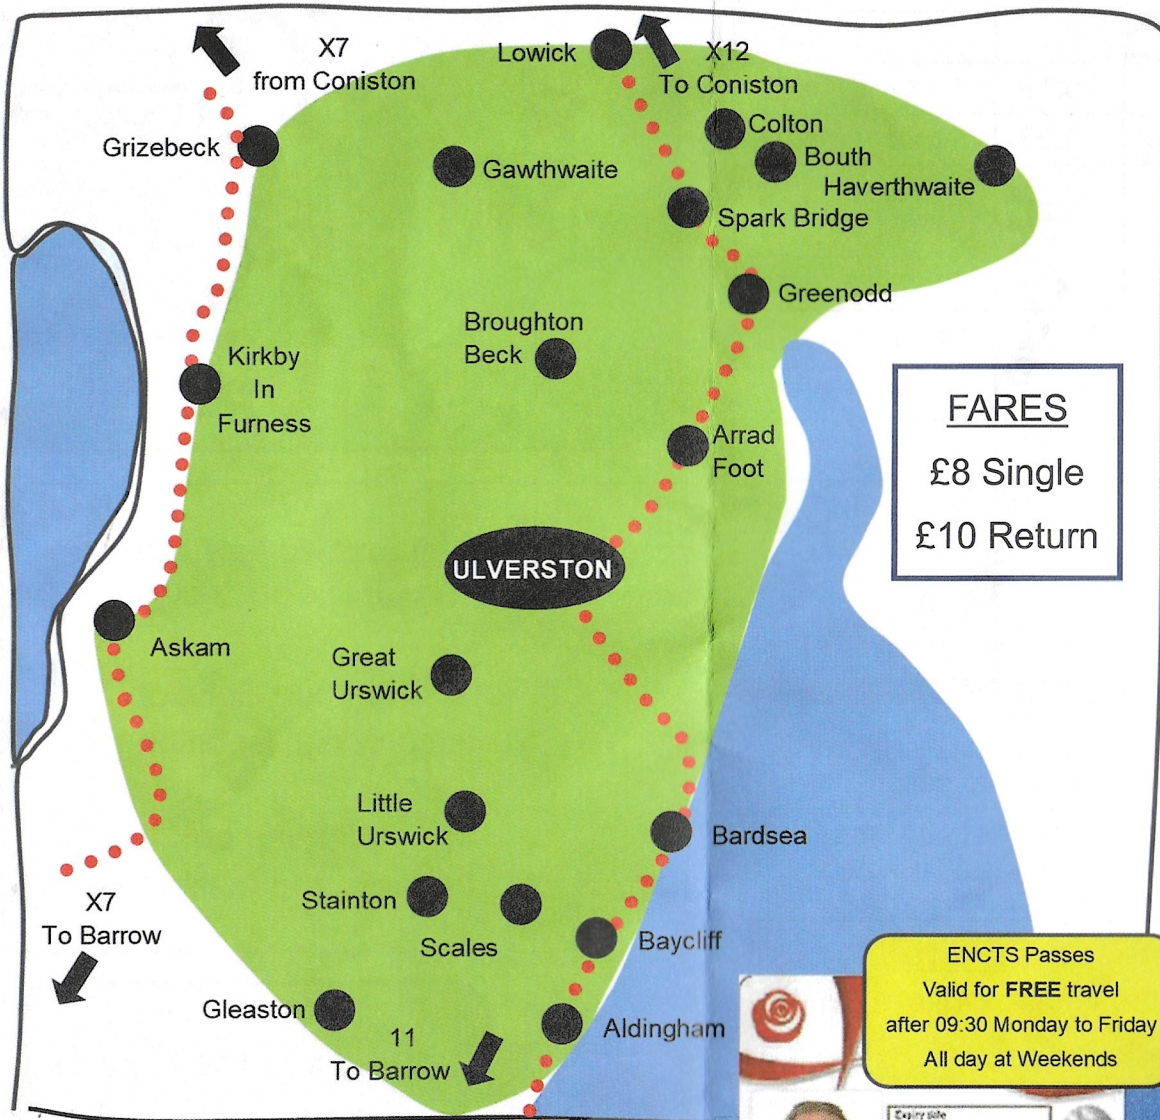 X7
from Coniston
Lowick
X12
To Coniston
Colton
Grizebeck
Gawthwaite
Bouth
Haverthwaite
Spark Bridge
Greenodd
Broughton
Beck
Kirkby
In
Furness
FARES
£8 Single
£10 Return
Arrad
Foot
ULVERSTON
Askam
Great
Urswick
Little
Urswick
Bardsea
Stainton
Scales
X7
To Barrow
Baycliff
Gleaston
Aldingham
11
To Barrow
ENCTS Passes
Valid for FREE travel
after 09:30 Monday to Friday
All day at Weekends
Expiry date